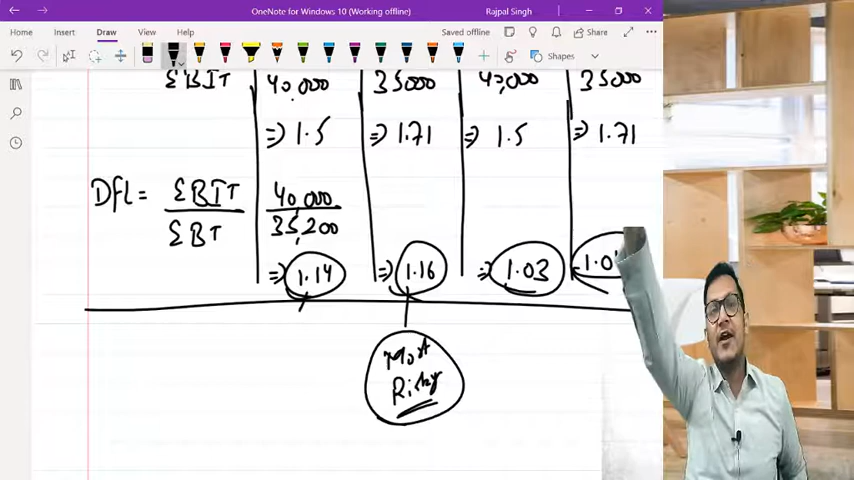 OneNote for Windows 10 (Working offline)
Rajpal Singh
Home Insert Draw View Help
Saved offline
Share
Shapes
EBIT 40,000 35000 40,000 35000
=) 1.5 =) 1.71 =) 1.5 =) 1.71
Dfl = EBIT 40,000
EBT 35,200
=) 1.14 =) 1.16 =) 1.03
Most
Risky